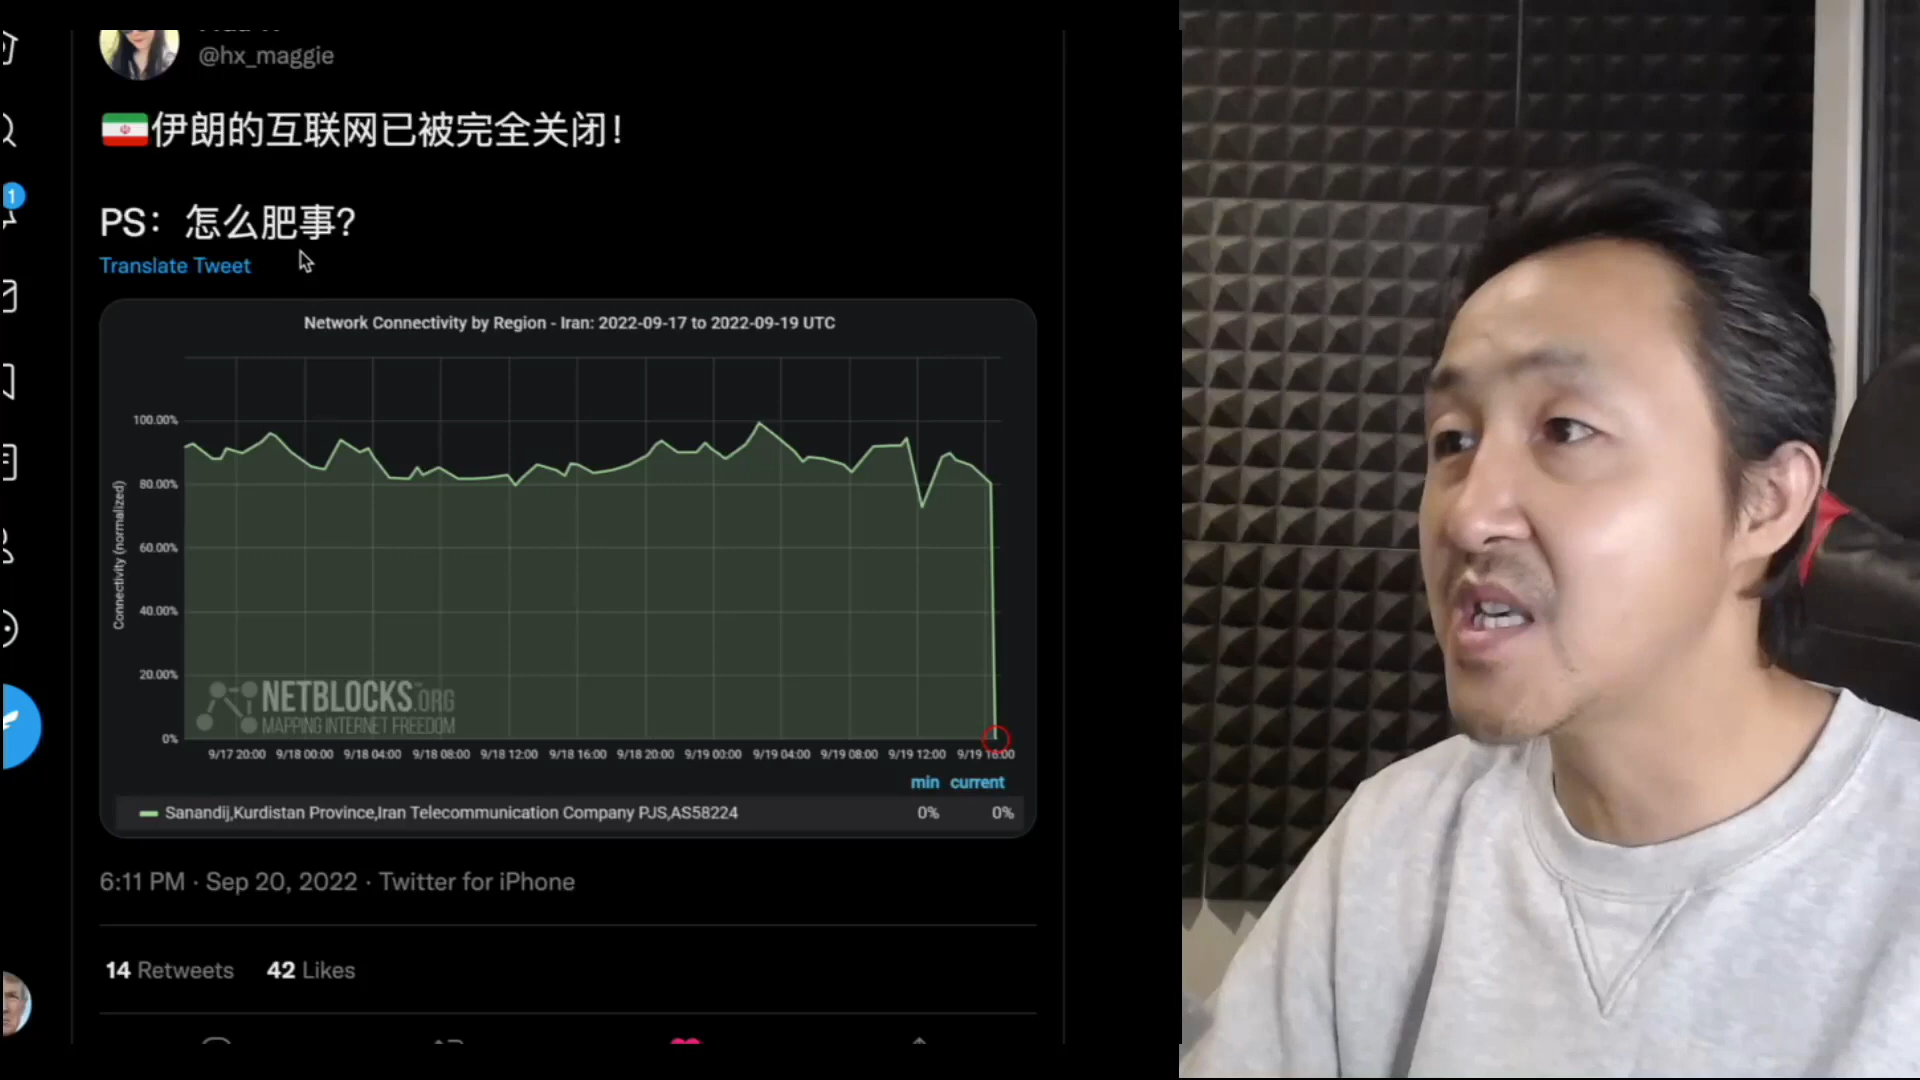 @hx_maggie
伊朗的互联网已被完全关闭！
PS：怎么肥事？
Translate Tweet
Network Connectivity by Region - Iran: 2022-09-17 to 2022-09-19 UTC
Connectivity (normalized)
100.00%
80.00%
60.00%
40.00%
20.00%
0%
NETBLOCKS.ORG
MAPPING INTERNET FREEDOM
9/17 20:00 9/18 00:00 9/18 04:00 9/18 08:00 9/18 12:00 9/18 16:00 9/18 20:00 9/19 00:00 9/19 04:00 9/19 08:00 9/19 12:00 9/19 16:00
min current
Sanandij,Kurdistan Province,Iran Telecommunication Company PJS,AS58224 0% 0%
6:11 PM · Sep 20, 2022 · Twitter for iPhone
14 Retweets 42 Likes
1